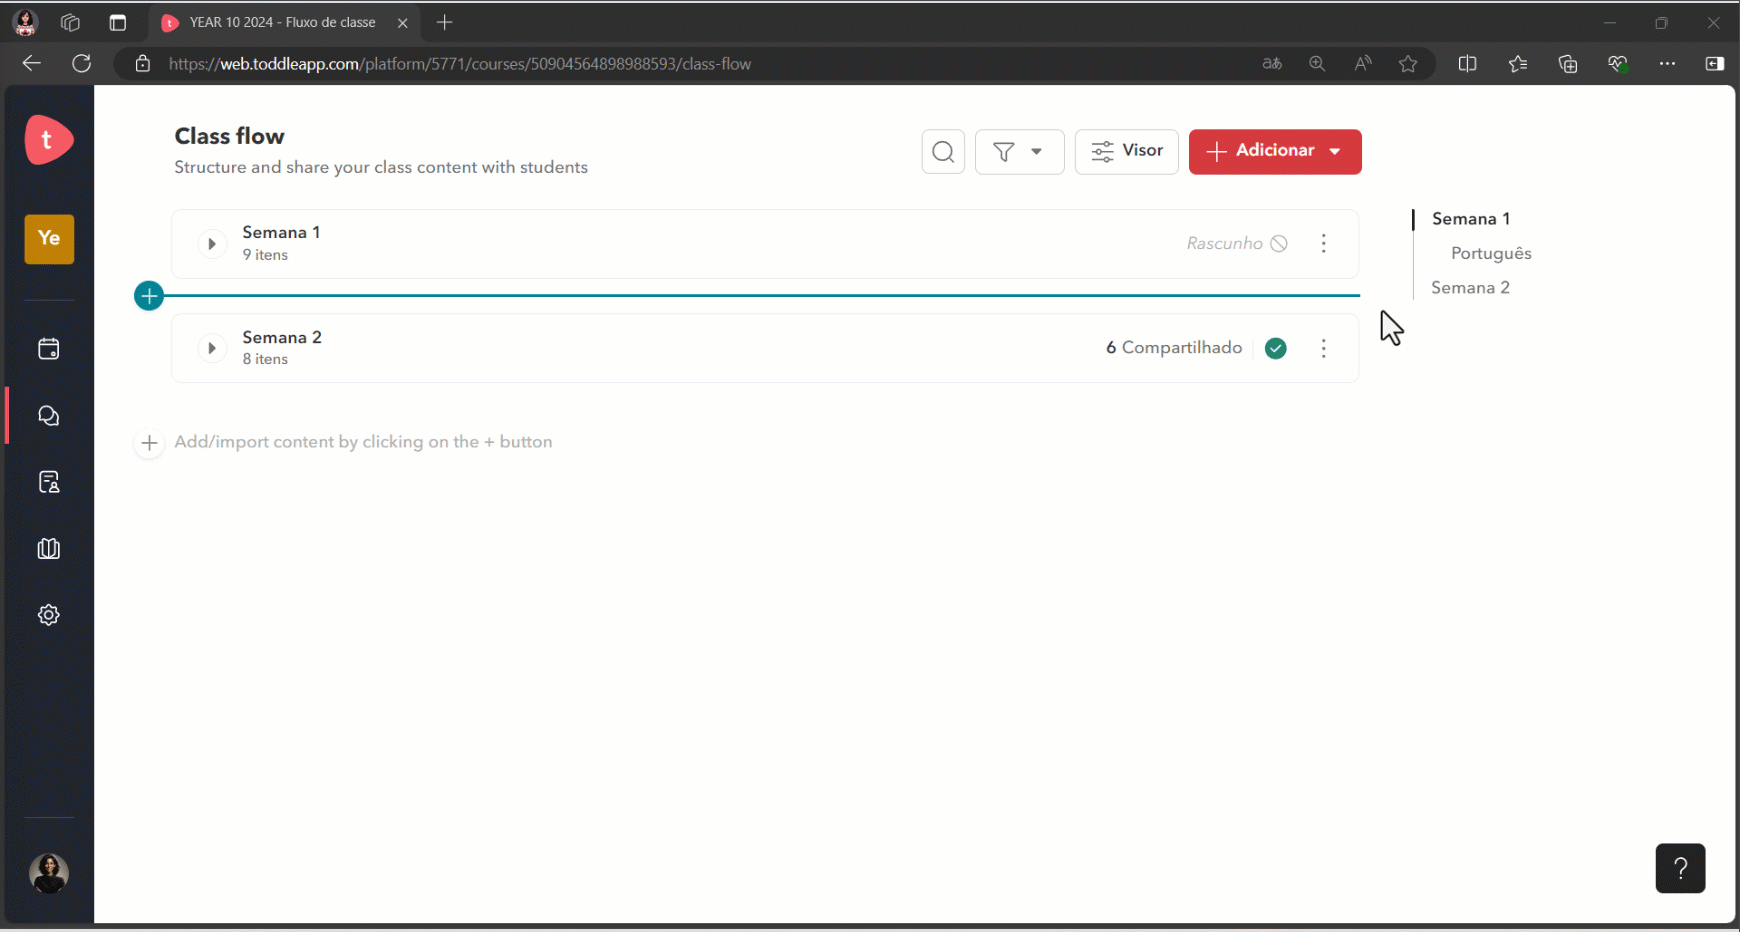 YEAR 10 2024 - Fluxo de classe
https://web.toddleapp.com/platform/5771/courses/50904564898988593/class-flow
t
Class flow
Structure and share your class content with students
Visor
Adicionar
Ye
Semana 1
9 itens
Rascunho
Semana 1
Português
Semana 2
Semana 2
8 itens
6 Compartilhado
Add/import content by clicking on the + button
?